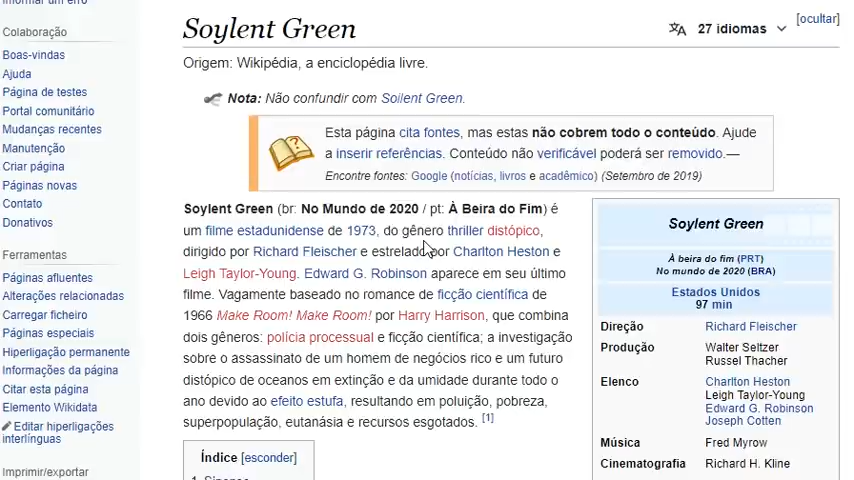 Informar um erro
Colaboração
Boas-vindas
Ajuda
Página de testes
Portal comunitário
Mudanças recentes
Manutenção
Criar página
Páginas novas
Contato
Donativos
Ferramentas
Páginas afluentes
Alterações relacionadas
Carregar ficheiro
Páginas especiais
Hiperligação permanente
Informações da página
Citar esta página
Elemento Wikidata
Editar hiperligações
interlínguas
Imprimir/exportar
Soylent Green
27 idiomas
[ocultar]
Origem: Wikipédia, a enciclopédia livre.
Nota: Não confundir com Soilent Green.
Esta página cita fontes, mas estas não cobrem todo o conteúdo. Ajude
a inserir referências. Conteúdo não verificável poderá ser removido.—
Encontre fontes: Google (notícias, livros e acadêmico) (Setembro de 2019)
Soylent Green (br: No Mundo de 2020 / pt: À Beira do Fim) é
um filme estadunidense de 1973, do gênero thriller distópico,
dirigido por Richard Fleischer e estrelado por Charlton Heston e
Leigh Taylor-Young. Edward G. Robinson aparece em seu último
filme. Vagamente baseado no romance de ficção científica de
1966 Make Room! Make Room! por Harry Harrison, que combina
dois gêneros: polícia processual e ficção científica; a investigação
sobre o assassinato de um homem de negócios rico e um futuro
distópico de oceanos em extinção e da umidade durante todo o
ano devido ao efeito estufa, resultando em poluição, pobreza,
superpopulação, eutanásia e recursos esgotados. [1]
Índice [esconder]
1 Sinopse
Soylent Green
À beira do fim (PRT)
No mundo de 2020 (BRA)
Estados Unidos
97 min
Direção Richard Fleischer
Produção Walter Seltzer
Russel Thacher
Elenco Charlton Heston
Leigh Taylor-Young
Edward G. Robinson
Joseph Cotten
Música Fred Myrow
Cinematografia Richard H. Kline